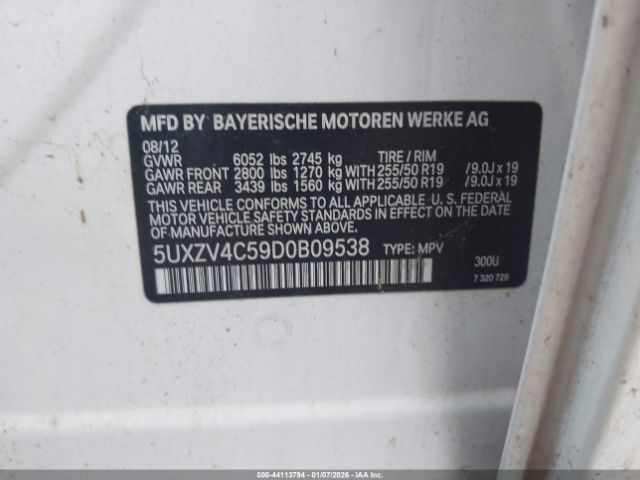 MFD BY BAYERISCHE MOTOREN WERKE AG
08/12
GVWR 6052 lbs 2745 kg TIRE / RIM
GAWR FRONT 2800 lbs 1270 kg WITH 255/50 R19 /9.0J x 19
GAWR REAR 3439 lbs 1560 kg WITH 255/50 R19 /9.0J x 19
THIS VEHICLE CONFORMS TO ALL APPLICABLE U. S. FEDERAL
MOTOR VEHICLE SAFETY STANDARDS IN EFFECT ON THE DATE OF
MANUFACTURE SHOWN ABOVE.
5UXZV4C59D0B09538 TYPE: MPV 300U
7 320 729
000-44113794 | 01/07/2026 | IAAI.COM